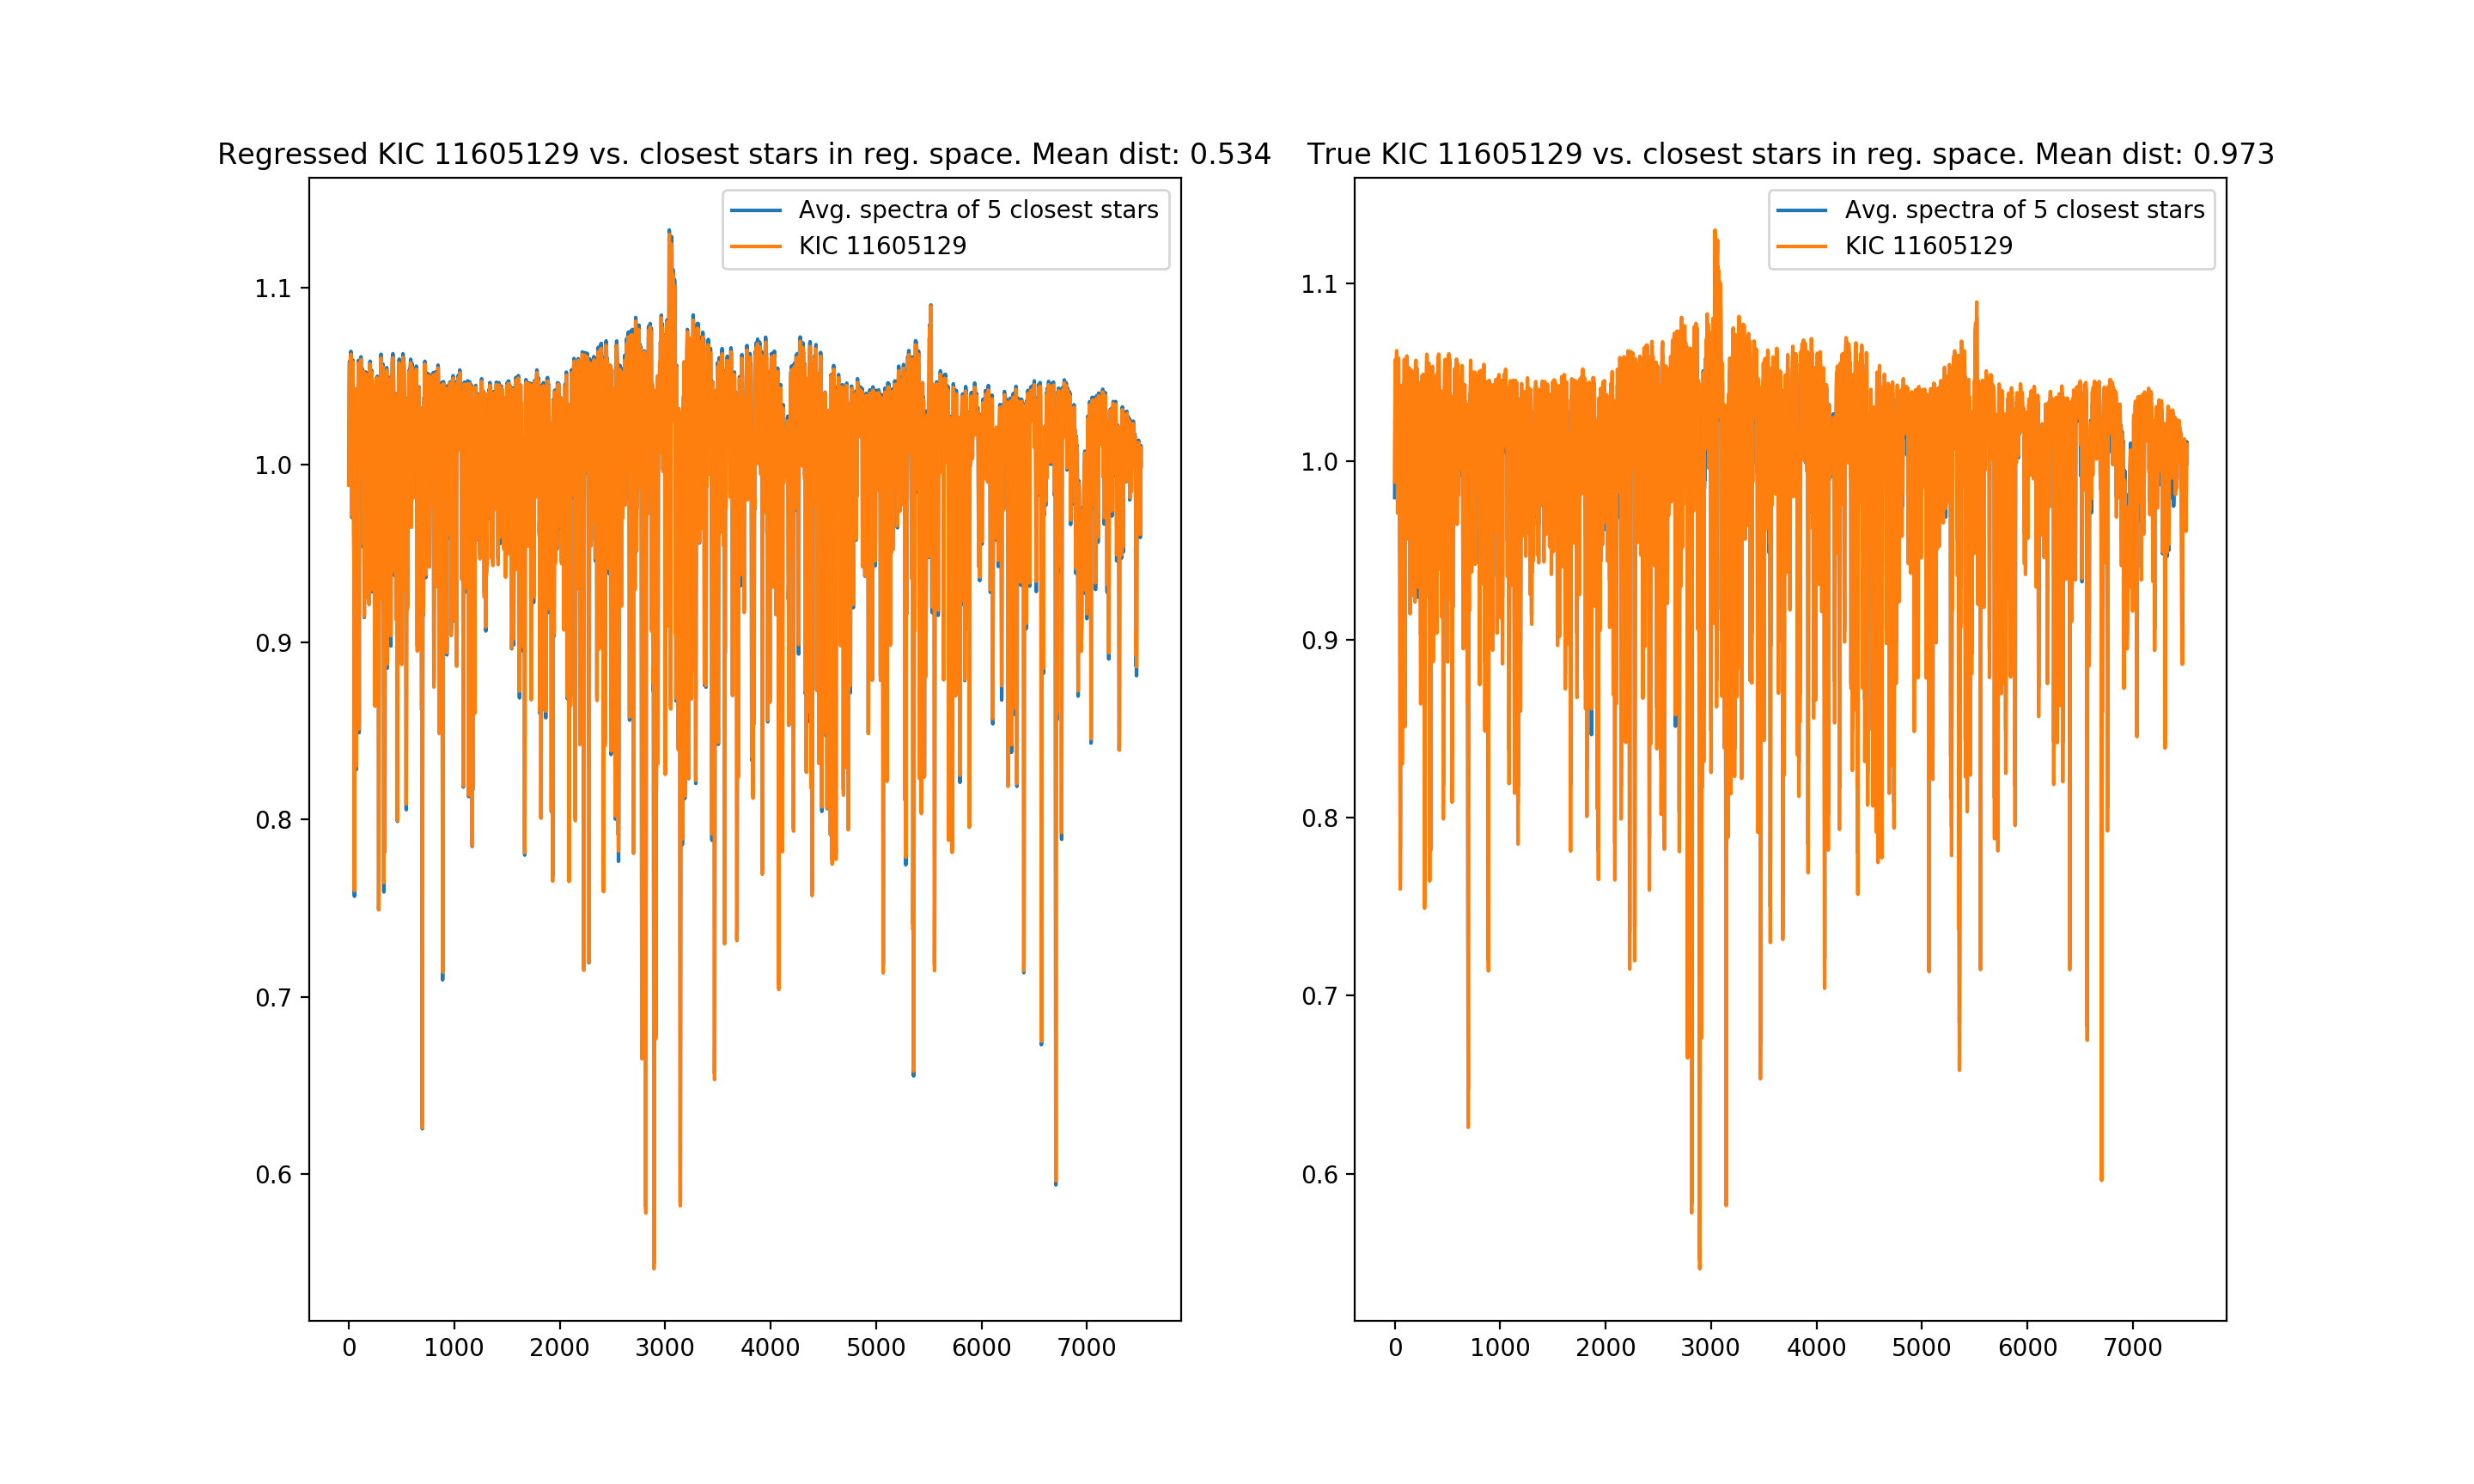 Regressed KIC 11605129 vs. closest stars in reg. space. Mean dist: 0.534
Avg. spectra of 5 closest stars
KIC 11605129
1.1
1.0
0.9
0.8
0.7
0.6
0 1000 2000 3000 4000 5000 6000 7000
True KIC 11605129 vs. closest stars in reg. space. Mean dist: 0.973
Avg. spectra of 5 closest stars
KIC 11605129
1.1
1.0
0.9
0.8
0.7
0.6
0 1000 2000 3000 4000 5000 6000 7000